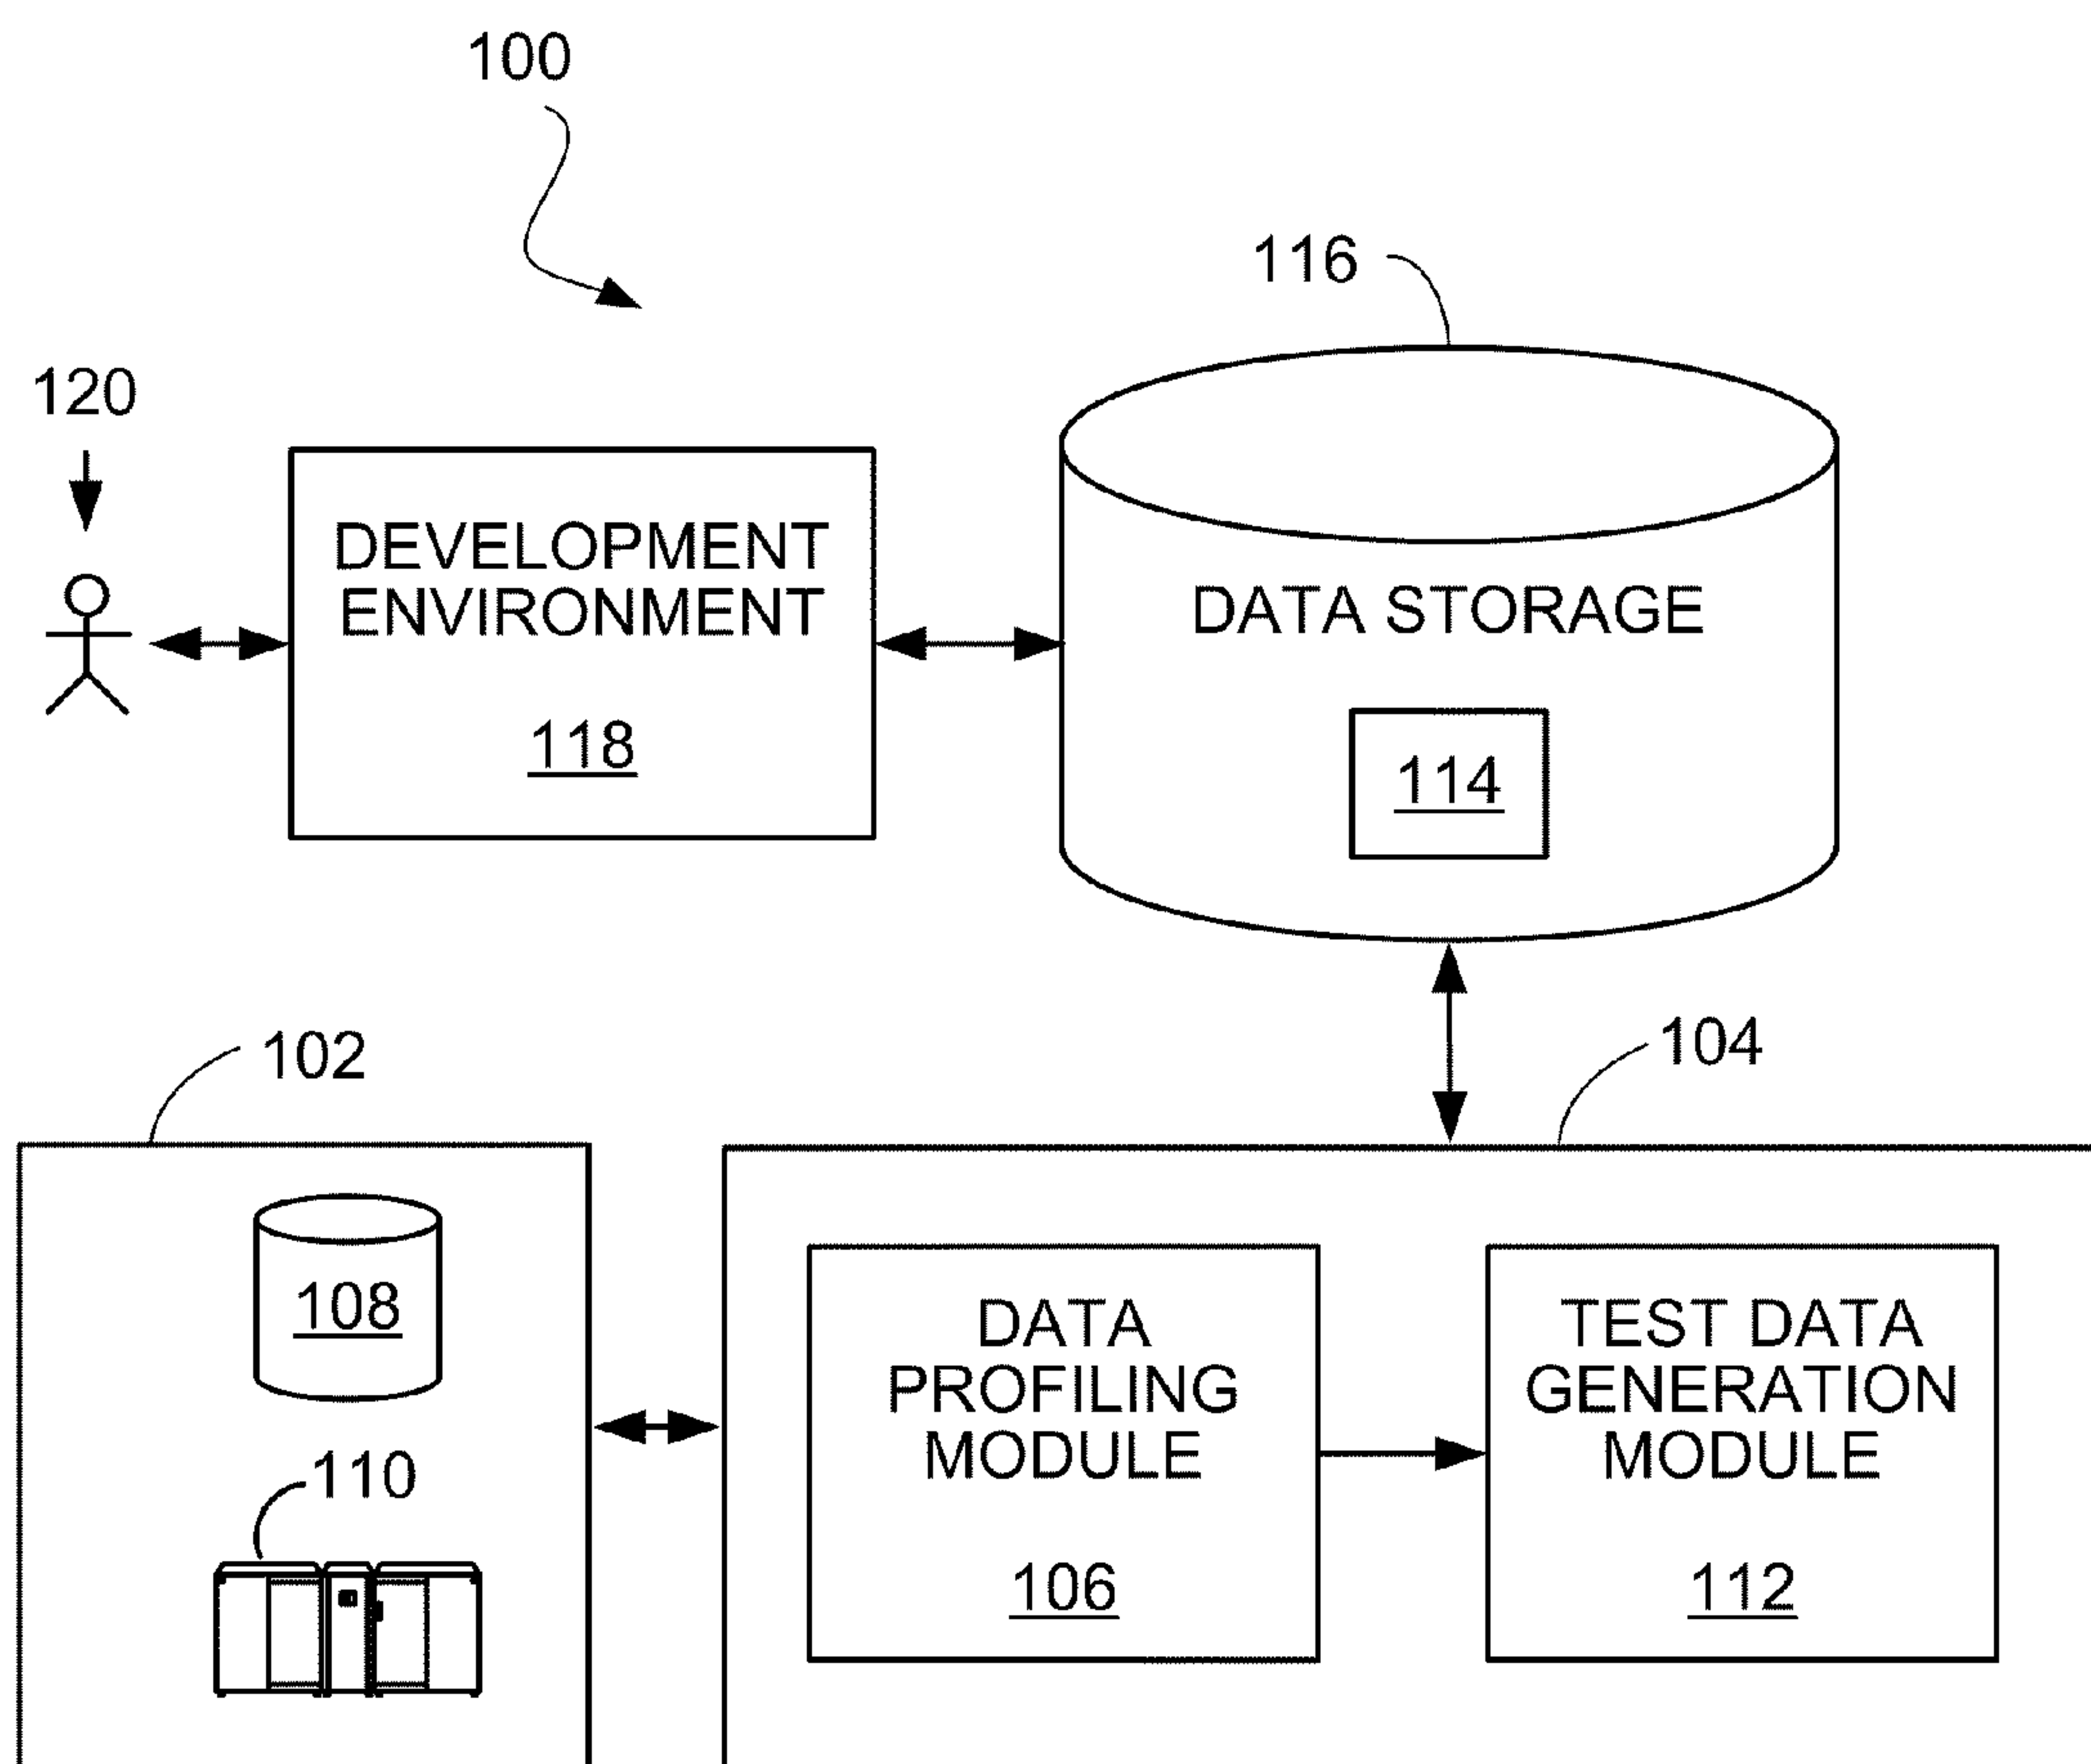 100
116
120
DEVELOPMENT
ENVIRONMENT
118
DATA STORAGE
114
102
104
108
110
DATA
PROFILING
MODULE
106
TEST DATA
GENERATION
MODULE
112